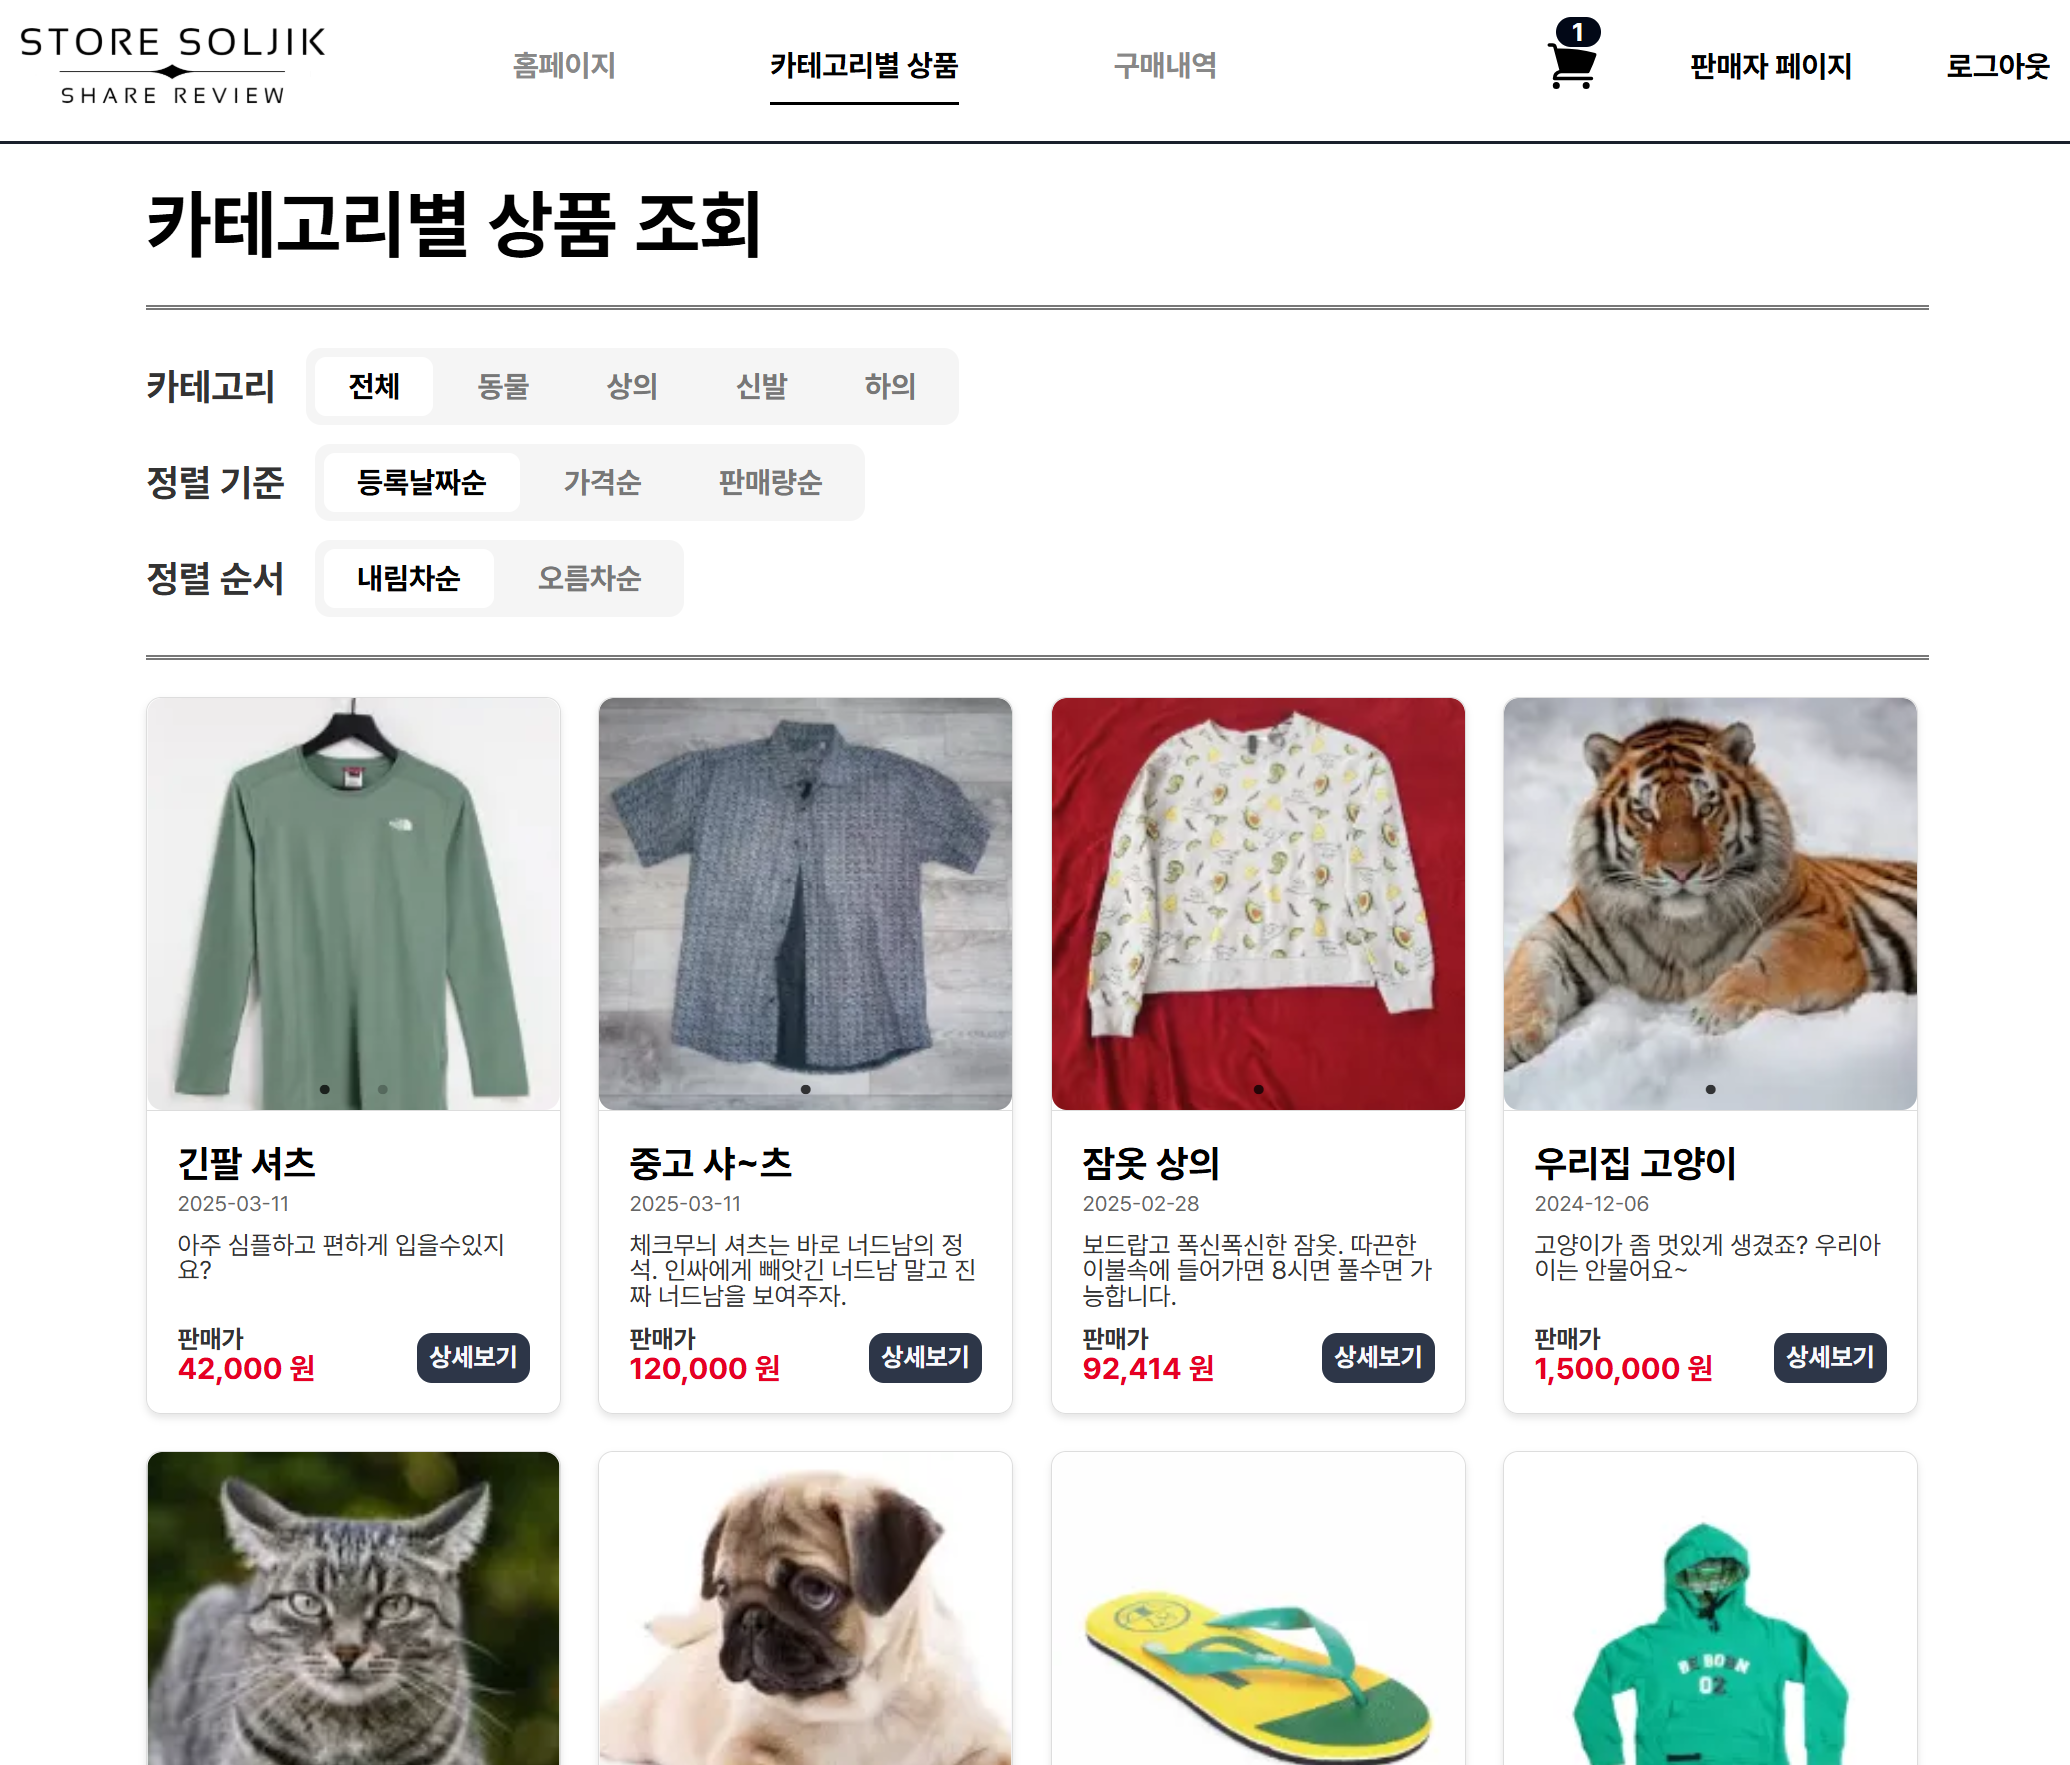 STORE SOLJIK
SHARE REVIEW
홈페이지
카테고리별 상품
구매내역
1
판매자 페이지
로그아웃
카테고리별 상품 조회
카테고리
전체
동물
상의
신발
하의
정렬 기준
등록날짜순
가격순
판매량순
정렬 순서
내림차순
오름차순
긴팔 셔츠
2025-03-11
아주 심플하고 편하게 입을수있지
요?
판매가
42,000 원
상세보기
중고 샤~츠
2025-03-11
체크무늬 셔츠는 바로 너드남의 정
석. 인싸에게 빼앗긴 너드남 말고 진
짜 너드남을 보여주자.
판매가
120,000 원
상세보기
잠옷 상의
2025-02-28
보드랍고 폭신폭신한 잠옷. 따끈한
이불속에 들어가면 8시면 풀수면 가
능합니다.
판매가
92,414 원
상세보기
우리집 고양이
2024-12-06
고양이가 좀 멋있게 생겼죠? 우리아
이는 안물어요~
판매가
1,500,000 원
상세보기
BE BORN
02